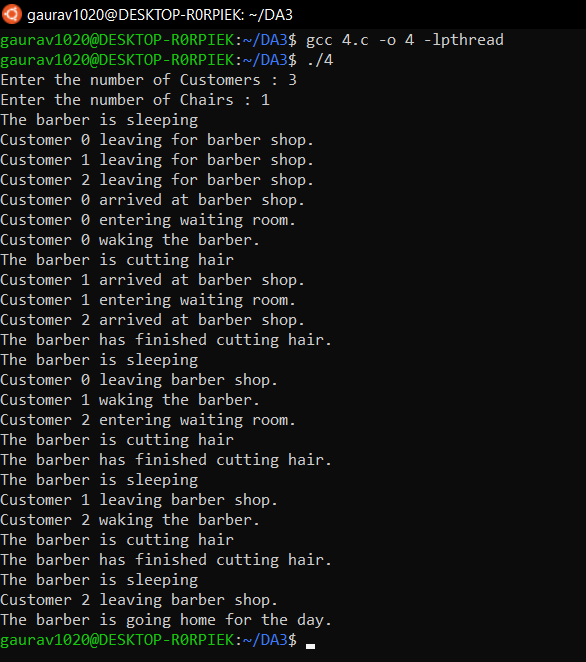 gaurav1020@DESKTOP-R0RPIEK: ~/DA3
gaurav1020@DESKTOP-R0RPIEK:~/DA3$ gcc 4.c -o 4 -lpthread
gaurav1020@DESKTOP-R0RPIEK:~/DA3$ ./4
Enter the number of Customers : 3
Enter the number of Chairs : 1
The barber is sleeping
Customer 0 leaving for barber shop.
Customer 1 leaving for barber shop.
Customer 2 leaving for barber shop.
Customer 0 arrived at barber shop.
Customer 0 entering waiting room.
Customer 0 waking the barber.
The barber is cutting hair
Customer 1 arrived at barber shop.
Customer 1 entering waiting room.
Customer 2 arrived at barber shop.
The barber has finished cutting hair.
The barber is sleeping
Customer 0 leaving barber shop.
Customer 1 waking the barber.
Customer 2 entering waiting room.
The barber is cutting hair
The barber has finished cutting hair.
The barber is sleeping
Customer 1 leaving barber shop.
Customer 2 waking the barber.
The barber is cutting hair
The barber has finished cutting hair.
The barber is sleeping
Customer 2 leaving barber shop.
The barber is going home for the day.
gaurav1020@DESKTOP-R0RPIEK:~/DA3$